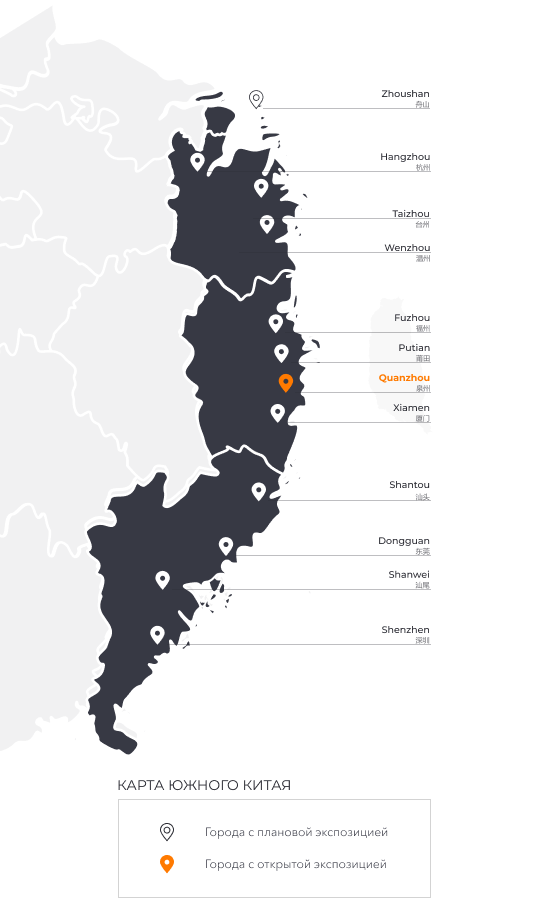 Zhoushan
舟山
Hangzhou
杭州
Taizhou
台州
Wenzhou
温州
Fuzhou
福州
Putian
莆田
Quanzhou
泉州
Xiamen
厦门
Shantou
汕头
Dongguan
东莞
Shanwei
汕尾
Shenzhen
深圳
КАРТА ЮЖНОГО КИТАЯ
Города с плановой экспозицией
Города с открытой экспозицией